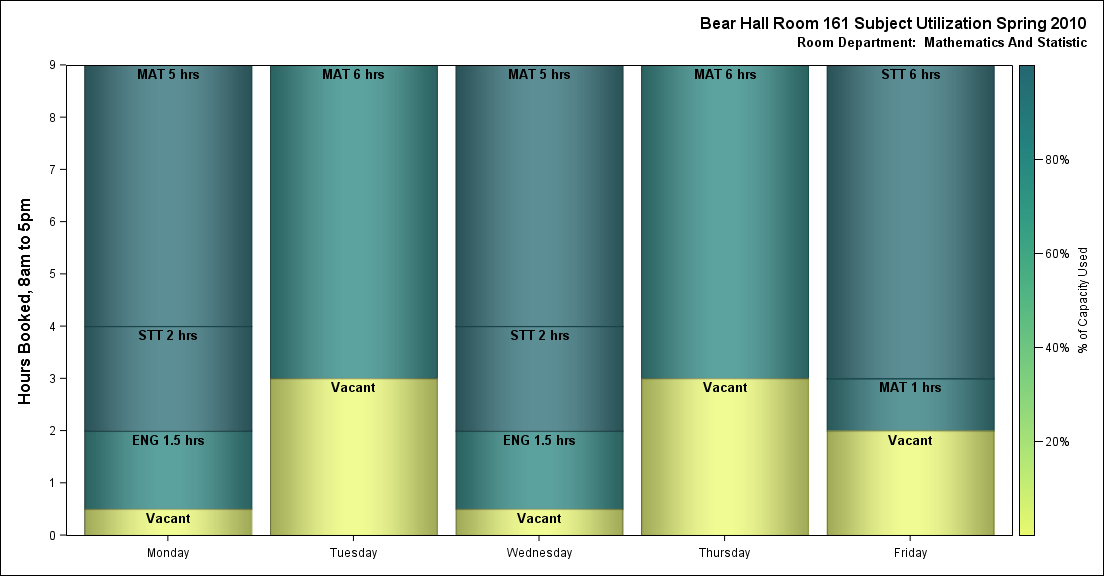 Bear Hall Room 161 Subject Utilization Spring 2010
Room Department: Mathematics And Statistic
Hours Booked, 8am to 5pm
9
8
7
6
5
4
3
2
1
0
MAT 5 hrs
STT 2 hrs
ENG 1.5 hrs
Vacant
MAT 6 hrs
Vacant
MAT 5 hrs
STT 2 hrs
ENG 1.5 hrs
Vacant
MAT 6 hrs
Vacant
STT 6 hrs
MAT 1 hrs
Vacant
Monday
Tuesday
Wednesday
Thursday
Friday
80%
60%
40%
20%
% of Capacity Used